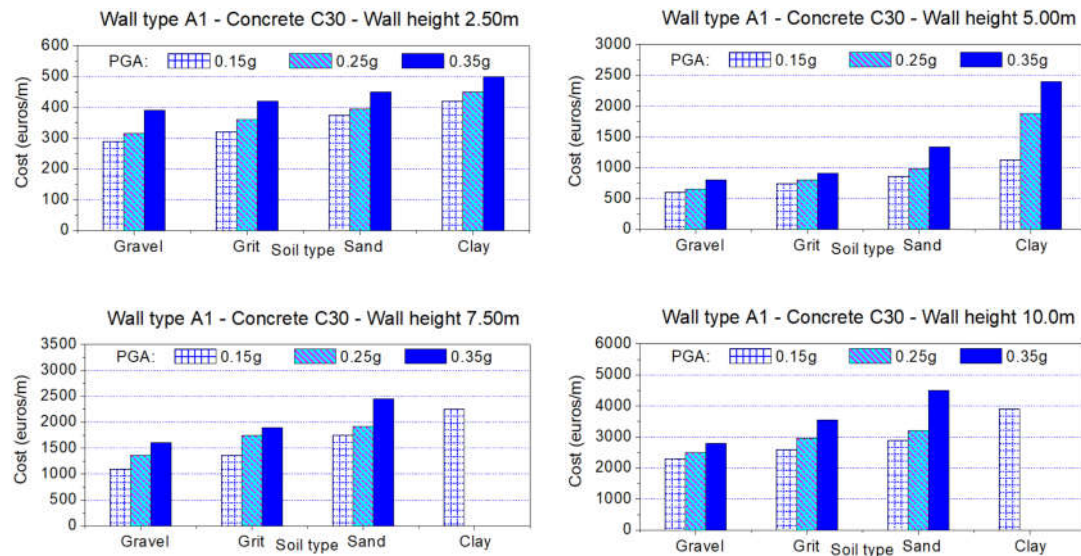 Wall type A1 - Concrete C30 - Wall height 2.50m
600
500
400
300
200
100
0
Cost (euros/m)
PGA: 0.15g 0.25g 0.35g
Gravel Grit Sand Clay
Soil type
Wall type A1 - Concrete C30 - Wall height 5.00m
3000
2500
2000
1500
1000
500
0
Cost (euros/m)
PGA: 0.15g 0.25g 0.35g
Gravel Grit Sand Clay
Soil type
Wall type A1 - Concrete C30 - Wall height 7.50m
3500
3000
2500
2000
1500
1000
500
0
Cost (euros/m)
PGA: 0.15g 0.25g 0.35g
Gravel Grit Sand Clay
Soil type
Wall type A1 - Concrete C30 - Wall height 10.0m
6000
5000
4000
3000
2000
1000
0
Cost (euros/m)
PGA: 0.15g 0.25g 0.35g
Gravel Grit Sand Clay
Soil type